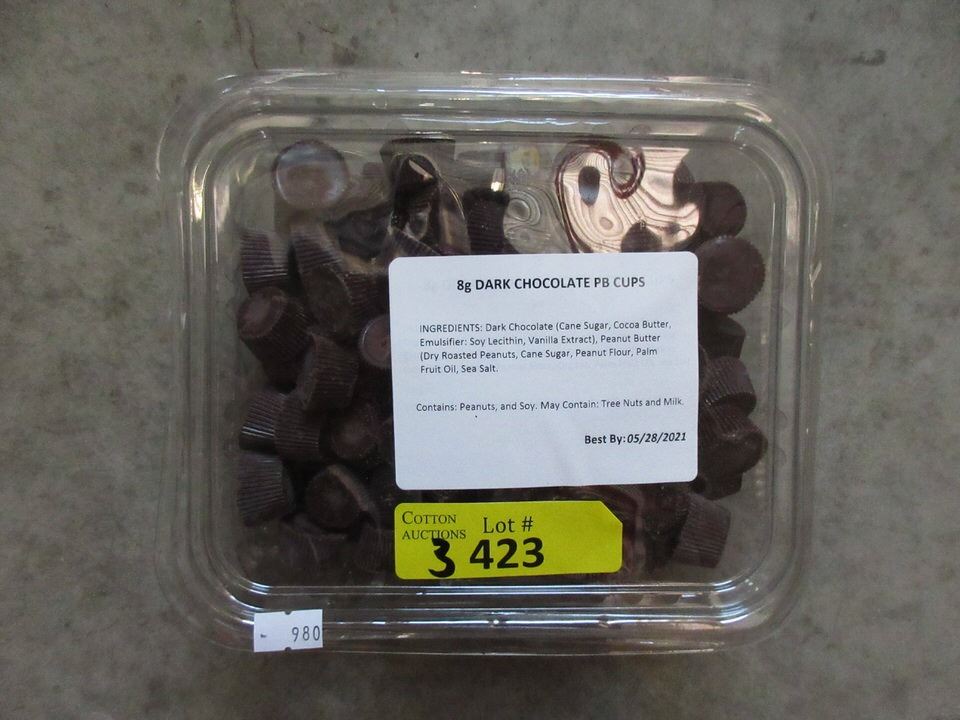 8g DARK CHOCOLATE PB CUPS
INGREDIENTS: Dark Chocolate (Cane Sugar, Cocoa Butter,
Emulsifier: Soy Lecithin, Vanilla Extract), Peanut Butter
(Dry Roasted Peanuts, Cane Sugar, Peanut Flour, Palm
Fruit Oil, Sea Salt.
Contains: Peanuts, and Soy. May Contain: Tree Nuts and Milk.
Best By:05/28/2021
COTTON
AUCTIONS
Lot #
3 423
- 980